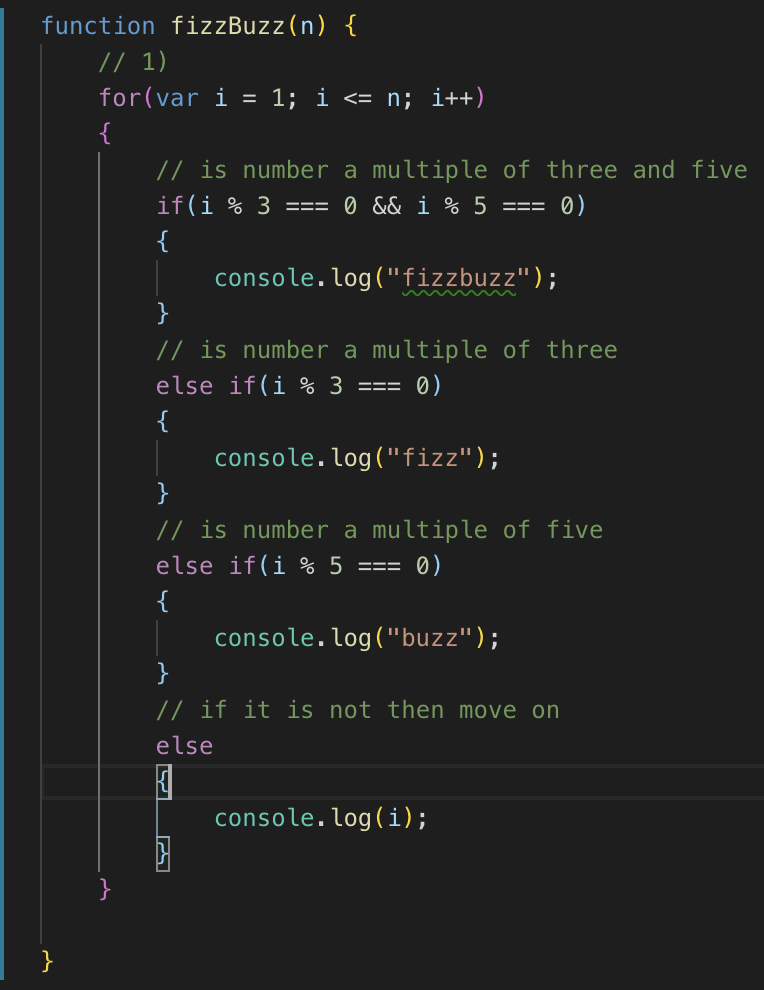 function fizzBuzz(n) {
    // 1)
    for(var i = 1; i <= n; i++)
    {
        // is number a multiple of three and five
        if(i % 3 === 0 && i % 5 === 0)
        {
            console.log("fizzbuzz");
        }
        // is number a multiple of three
        else if(i % 3 === 0)
        {
            console.log("fizz");
        }
        // is number a multiple of five
        else if(i % 5 === 0)
        {
            console.log("buzz");
        }
        // if it is not then move on
        else
        {
            console.log(i);
        }
    }

}